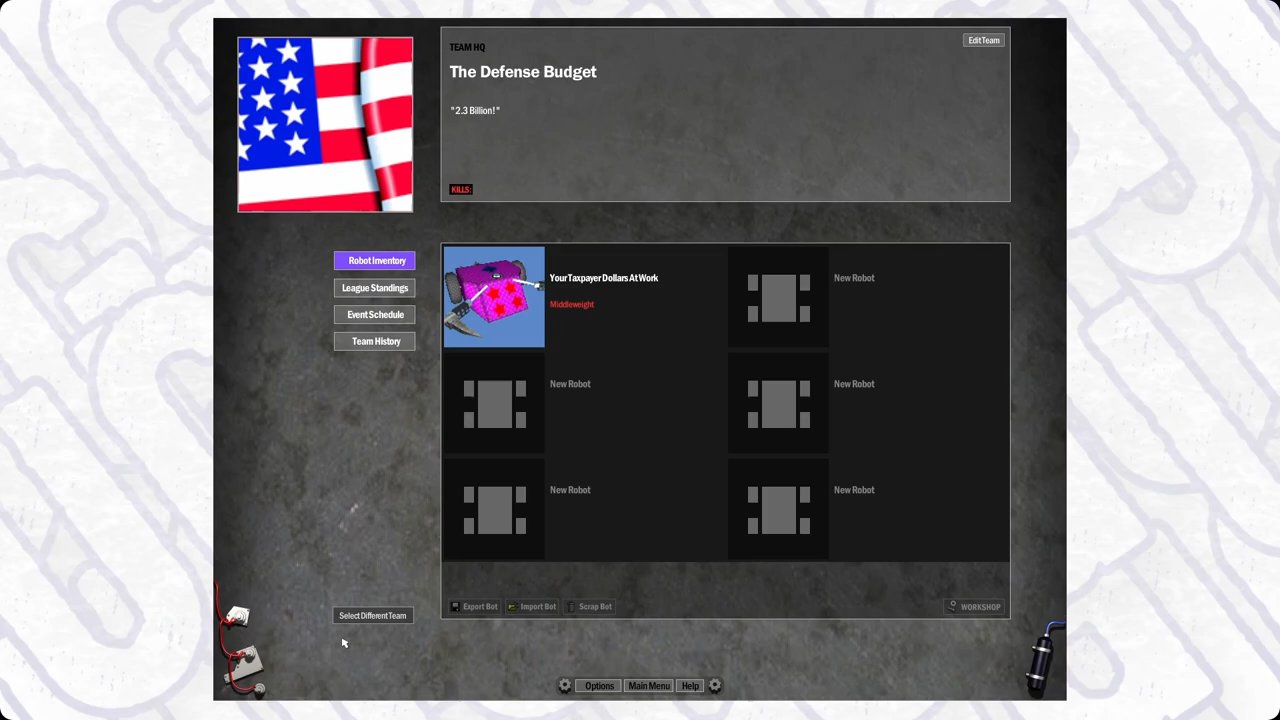 TEAM HQ
Edit Team
The Defense Budget
"2.3 Billion!"
KILLS:
Robot Inventory
League Standings
Event Schedule
Team History
Your Taxpayer Dollars At Work
Middleweight
New Robot
New Robot
New Robot
New Robot
New Robot
Select Different Team
Export Bot
Import Bot
Scrap Bot
WORKSHOP
Options
Main Menu
Help